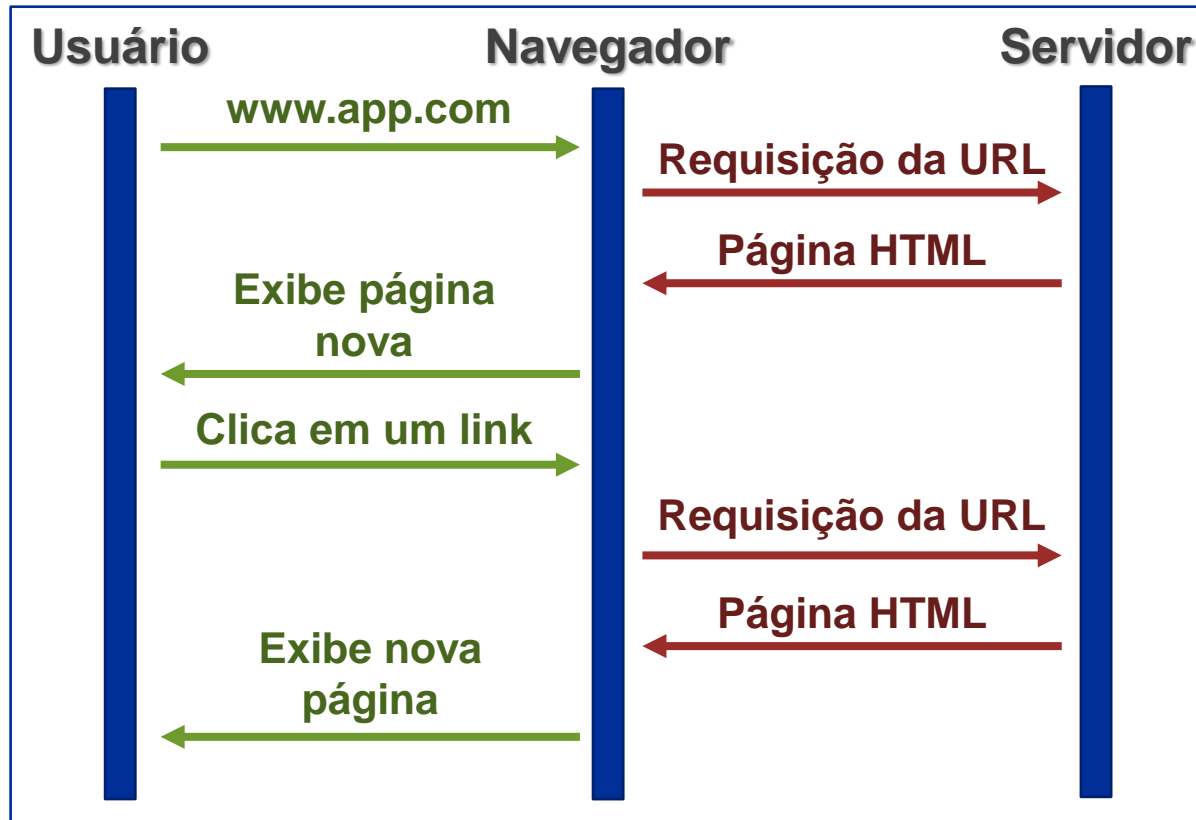 Usuário
Navegador
Servidor
www.app.com
Requisição da URL
Página HTML
Exibe página
nova
Clica em um link
Requisição da URL
Página HTML
Exibe nova
página